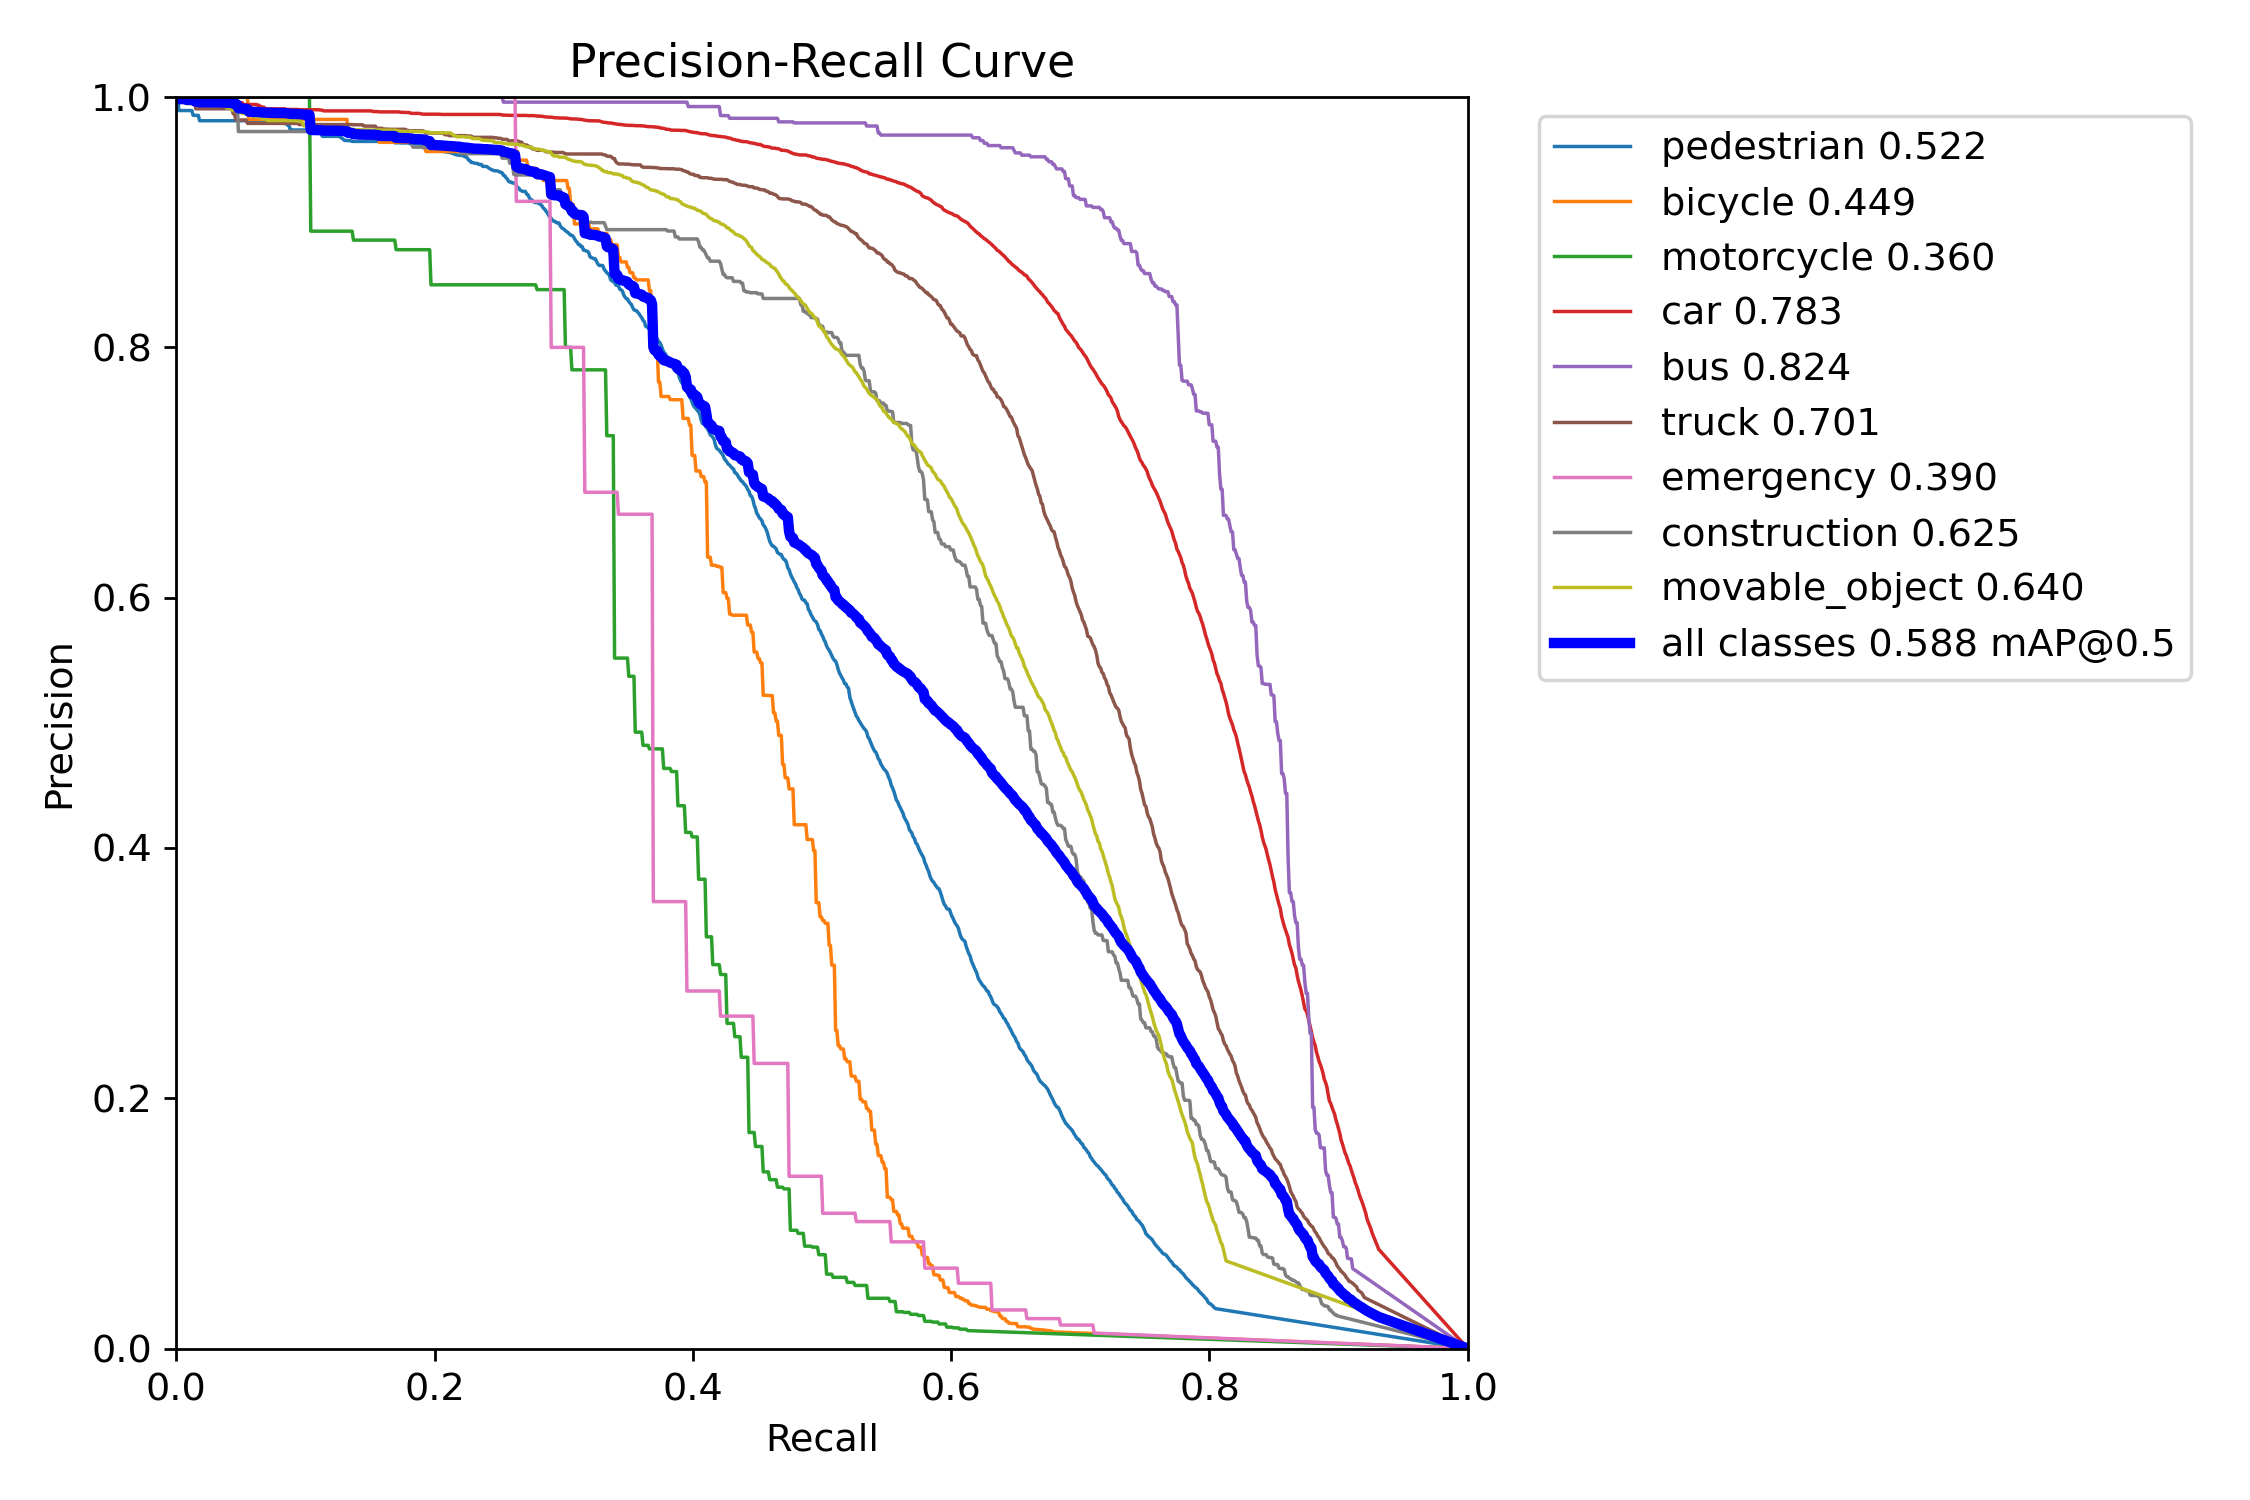 Precision-Recall Curve
1.0
0.8
0.6
0.4
0.2
0.0
Precision
0.0 0.2 0.4 0.6 0.8 1.0
Recall
pedestrian 0.522
bicycle 0.449
motorcycle 0.360
car 0.783
bus 0.824
truck 0.701
emergency 0.390
construction 0.625
movable_object 0.640
all classes 0.588 mAP@0.5